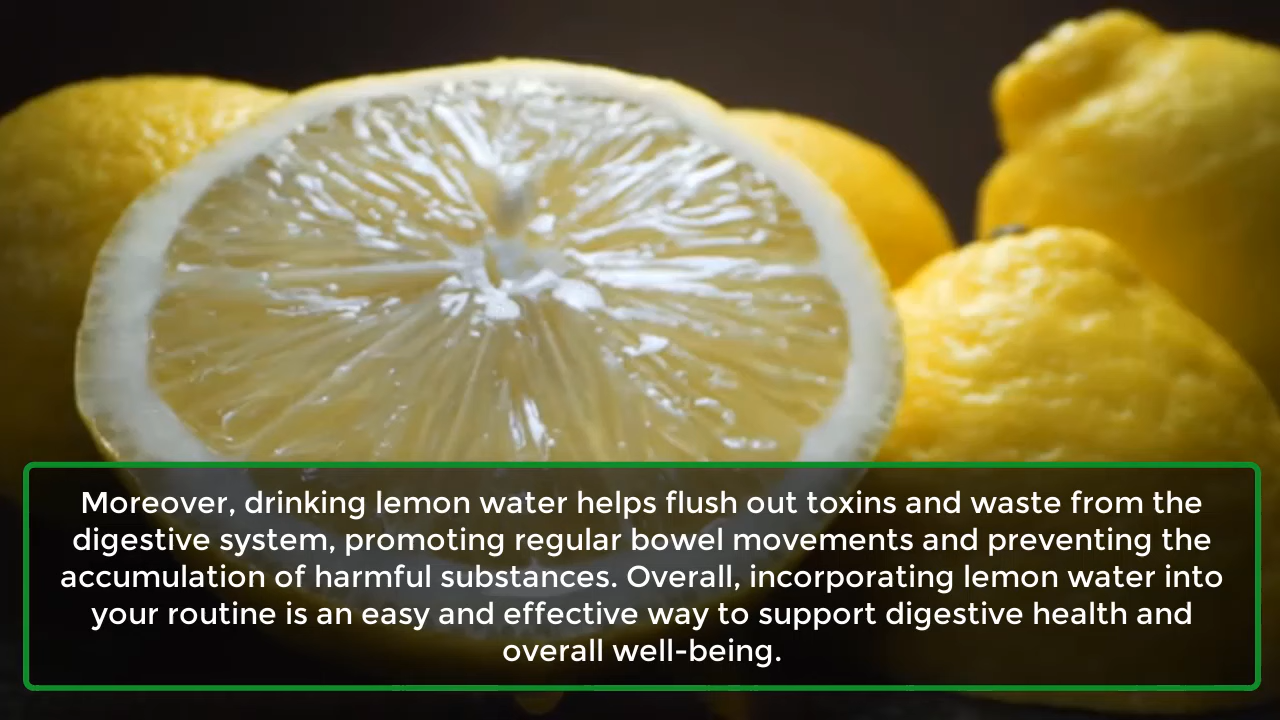 Moreover, drinking lemon water helps flush out toxins and waste from the
digestive system, promoting regular bowel movements and preventing the
accumulation of harmful substances. Overall, incorporating lemon water into
your routine is an easy and effective way to support digestive health and
overall well-being.